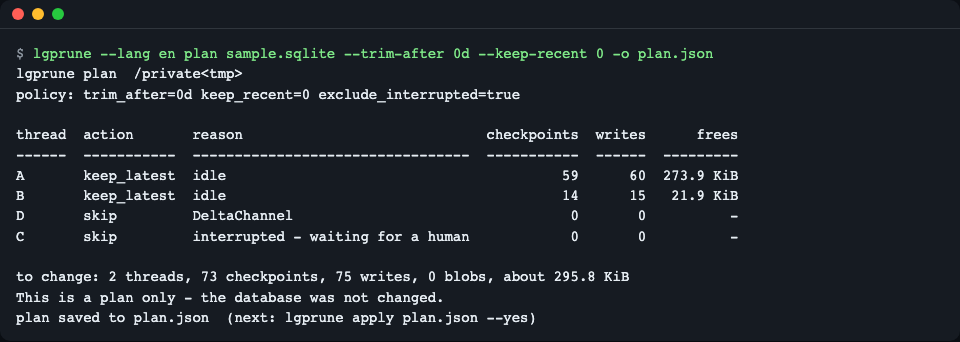 $ lgprune --lang en plan sample.sqlite --trim-after 0d --keep-recent 0 -o plan.json
lgprune plan  /private<tmp>
policy: trim_after=0d keep_recent=0 exclude_interrupted=true

thread  action       reason                             checkpoints  writes      frees
------  -----------  ---------------------------------  -----------  ------  ---------
A       keep_latest  idle                                        59      60  273.9 KiB
B       keep_latest  idle                                        14      15   21.9 KiB
D       skip         DeltaChannel                                 0       0          -
C       skip         interrupted - waiting for a human            0       0          -

to change: 2 threads, 73 checkpoints, 75 writes, 0 blobs, about 295.8 KiB
This is a plan only - the database was not changed.
plan saved to plan.json  (next: lgprune apply plan.json --yes)